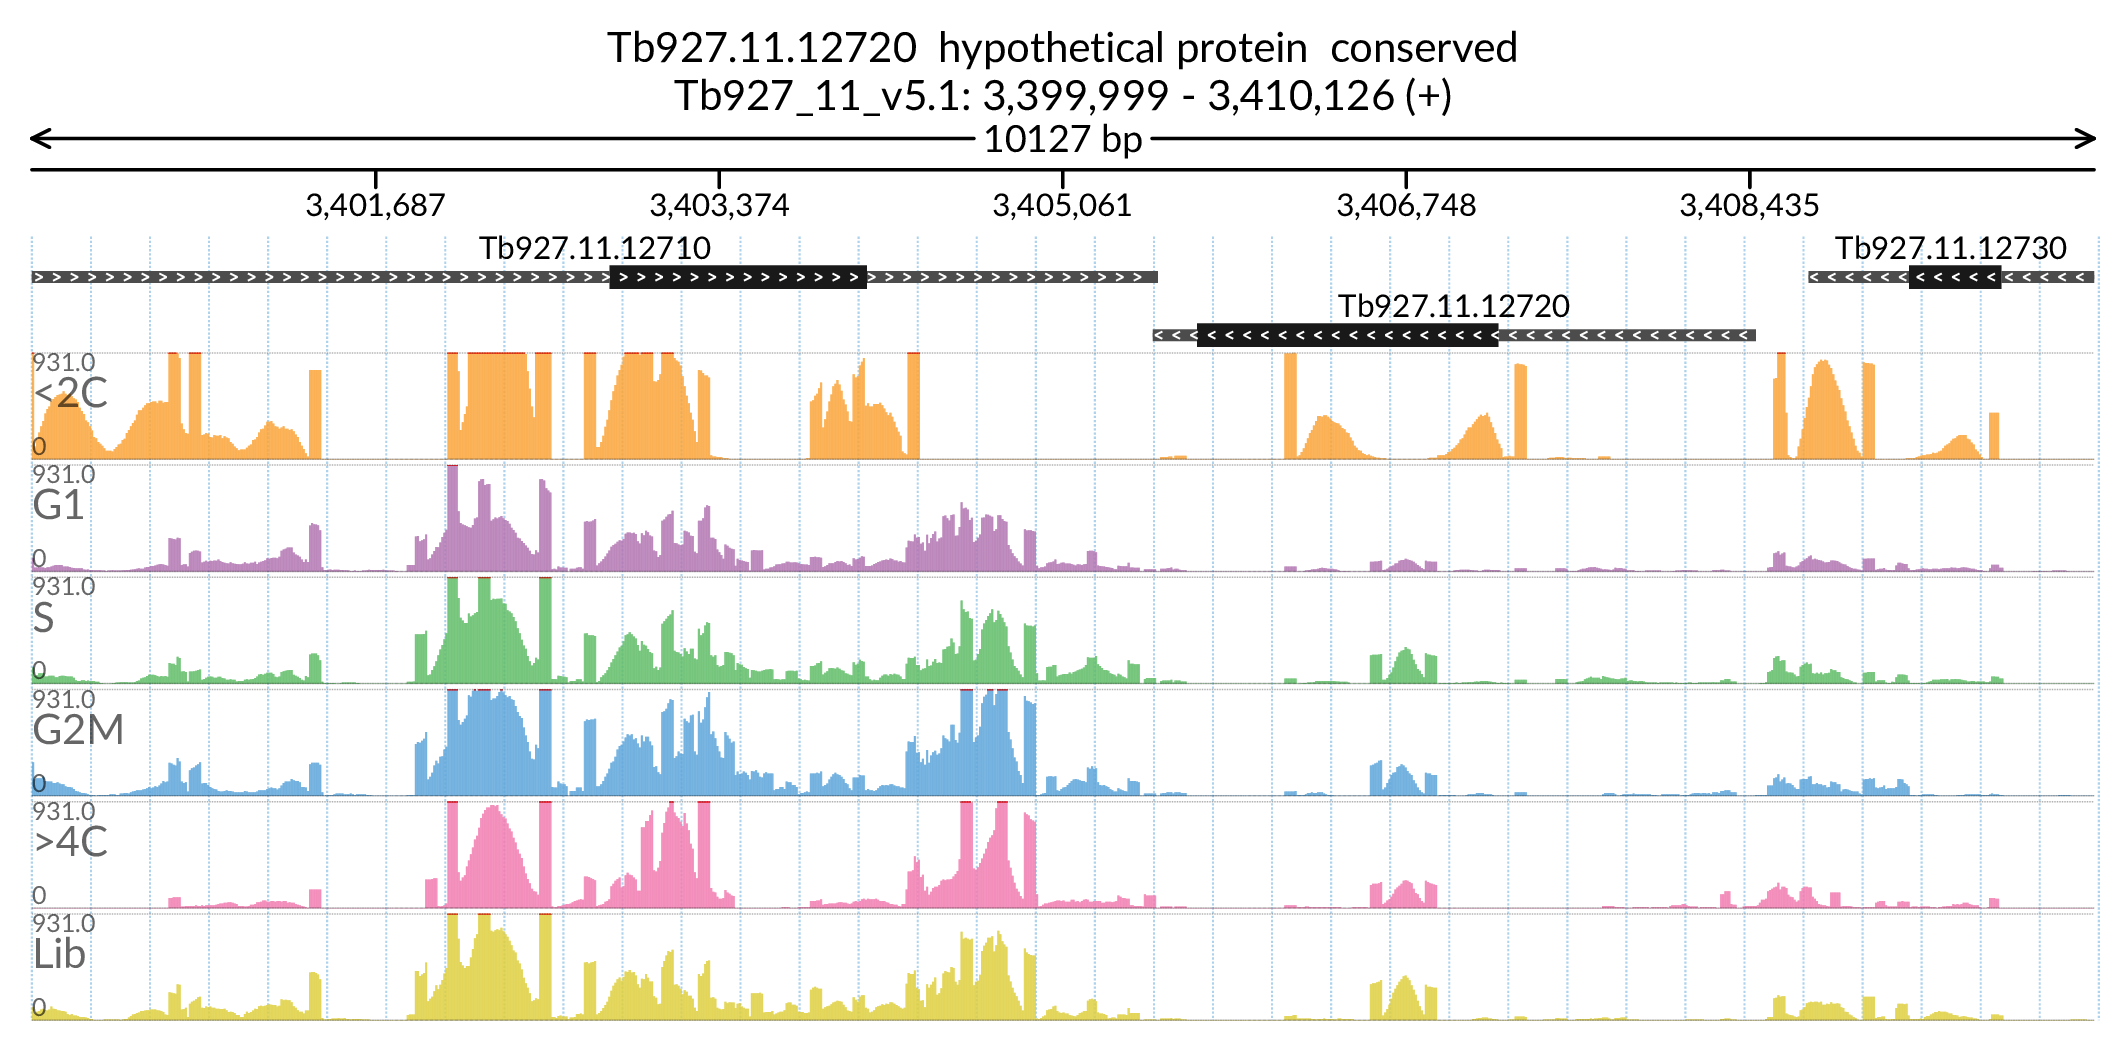 Tb927.11.12720 hypothetical protein conserved
Tb927_11_v5.1: 3,399,999 - 3,410,126 (+)
10127 bp
3,401,687 3,403,374 3,405,061 3,406,748 3,408,435
Tb927.11.12710 Tb927.11.12730
Tb927.11.12720
931.0
<2C
0
931.0
G1
0
931.0
S
0
931.0
G2M
0
931.0
>4C
0
931.0
Lib
0